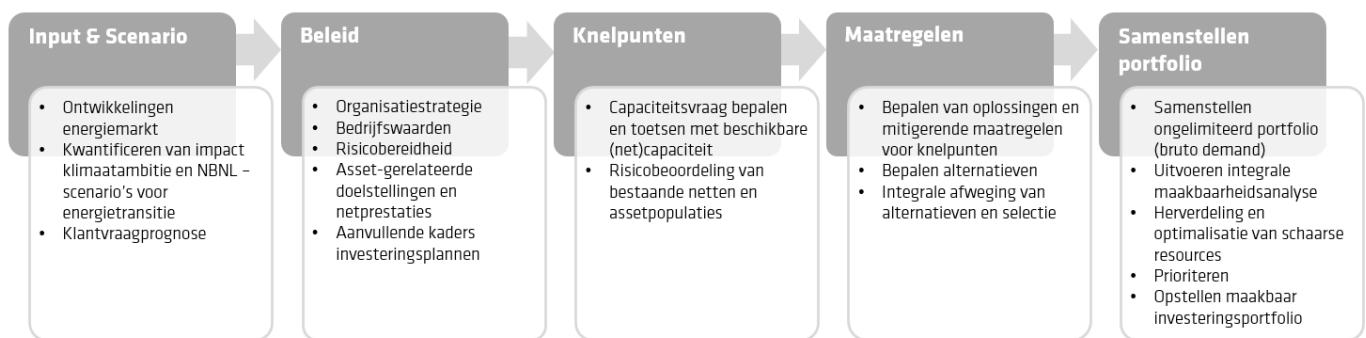 Input & Scenario
• Ontwikkelingen
energiemarkt
• Kwantificeren van impact
klimaatambitie en NBNL –
scenario's voor
energietransitie
• Klantvraagprognose
Beleid
• Organisatiestrategie
• Bedrijfswaarden
• Risicobereidheid
• Asset-gerelateerde
doelstellingen en
netprestaties
• Aanvullende kaders
investeringsplannen
Knelpunten
• Capaciteitsvraag bepalen
en toetsen met beschikbare
(net)capaciteit
• Risicobeoordeling van
bestaande netten en
assetpopulaties
Maatregelen
• Bepalen van oplossingen en
mitigerende maatregelen
voor knelpunten
• Bepalen alternatieven
• Integrale afweging van
alternatieven en selectie
Samenstellen
portfolio
• Samenstellen
ongelimiteerd portfolio
(bruto demand)
• Uitvoeren integrale
maakbaarheidsanalyse
• Herverdeling en
optimalisatie van schaarse
resources
• Prioriteren
• Opstellen maakbaar
investeringsportfolio